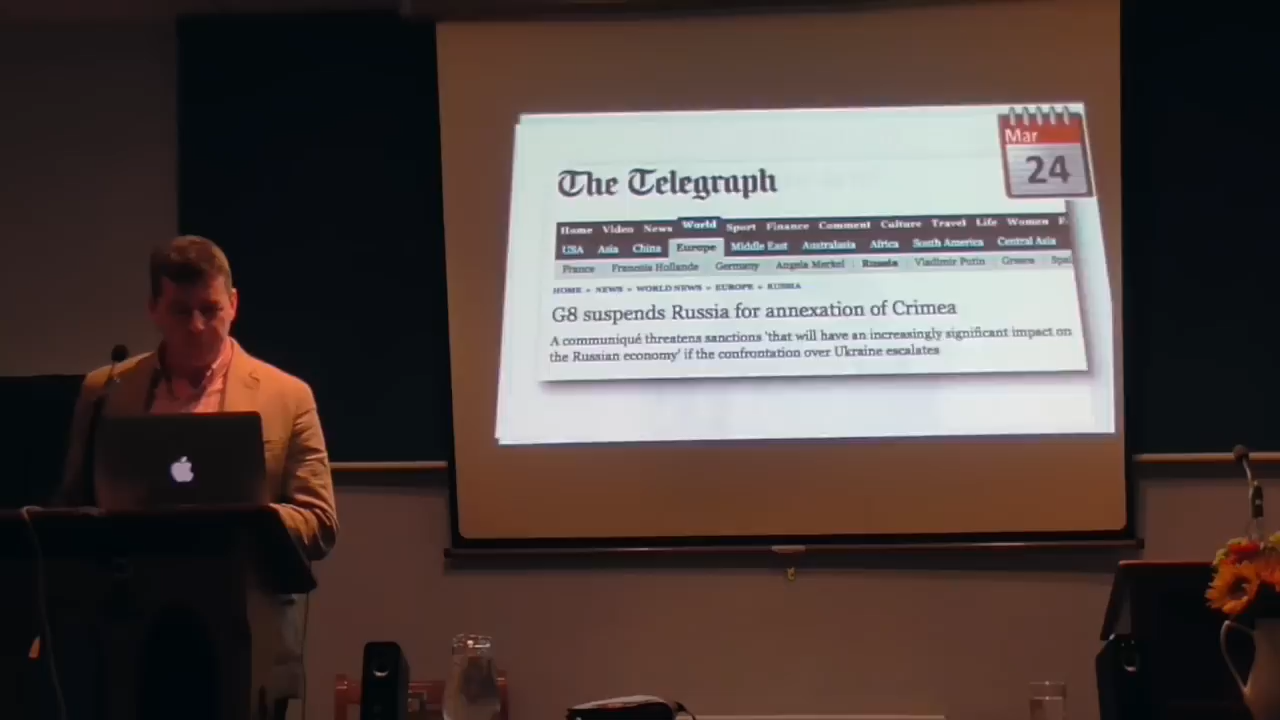 Mar
24
The Telegraph
Home Video News World Sport Finance Comment Culture Travel Life Women
USA Asia China Europe Middle East Australasia Africa South America Central Asia
France Francois Hollande Germany Angela Merkel Russia Vladimir Putin Greece
HOME » NEWS » WORLD NEWS » EUROPE » RUSSIA
G8 suspends Russia for annexation of Crimea
A communiqué threatens sanctions 'that will have an increasingly significant impact on
the Russian economy' if the confrontation over Ukraine escalates